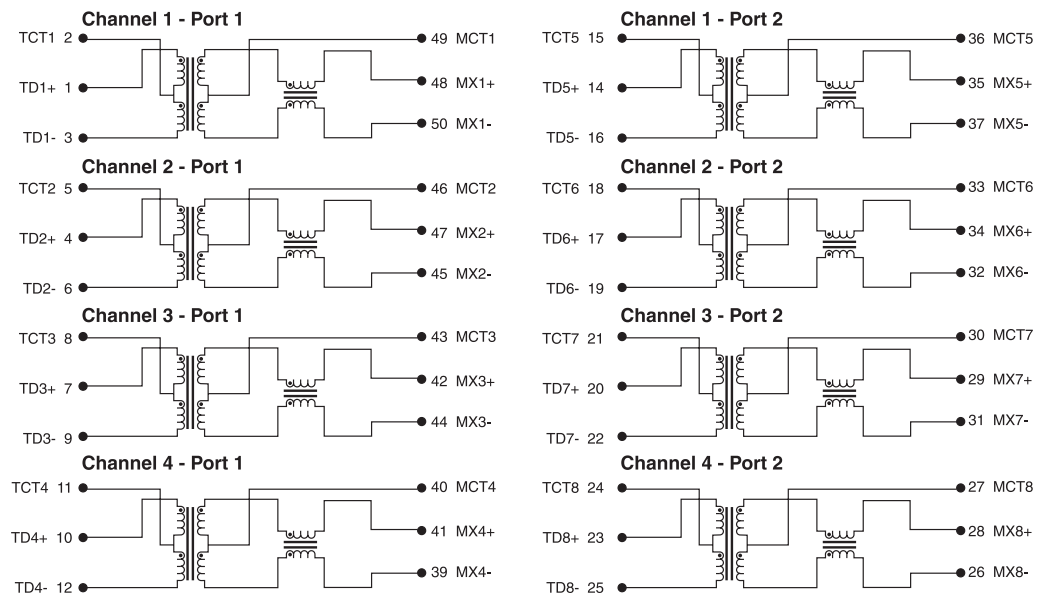 Channel 1 - Port 1
TCT1 2
49 MCT1
TD1+ 1
48 MX1+
50 MX1-
TD1- 3
Channel 2 - Port 1
TCT2 5
46 MCT2
TD2+ 4
47 MX2+
45 MX2-
TD2- 6
Channel 3 - Port 1
TCT3 8
43 MCT3
TD3+ 7
42 MX3+
44 MX3-
TD3- 9
Channel 4 - Port 1
TCT4 11
40 MCT4
TD4+ 10
41 MX4+
39 MX4-
TD4- 12
Channel 1 - Port 2
TCT5 15
36 MCT5
TD5+ 14
35 MX5+
37 MX5-
TD5- 16
Channel 2 - Port 2
TCT6 18
33 MCT6
TD6+ 17
34 MX6+
32 MX6-
TD6- 19
Channel 3 - Port 2
TCT7 21
30 MCT7
TD7+ 20
29 MX7+
31 MX7-
TD7- 22
Channel 4 - Port 2
TCT8 24
27 MCT8
TD8+ 23
28 MX8+
26 MX8-
TD8- 25